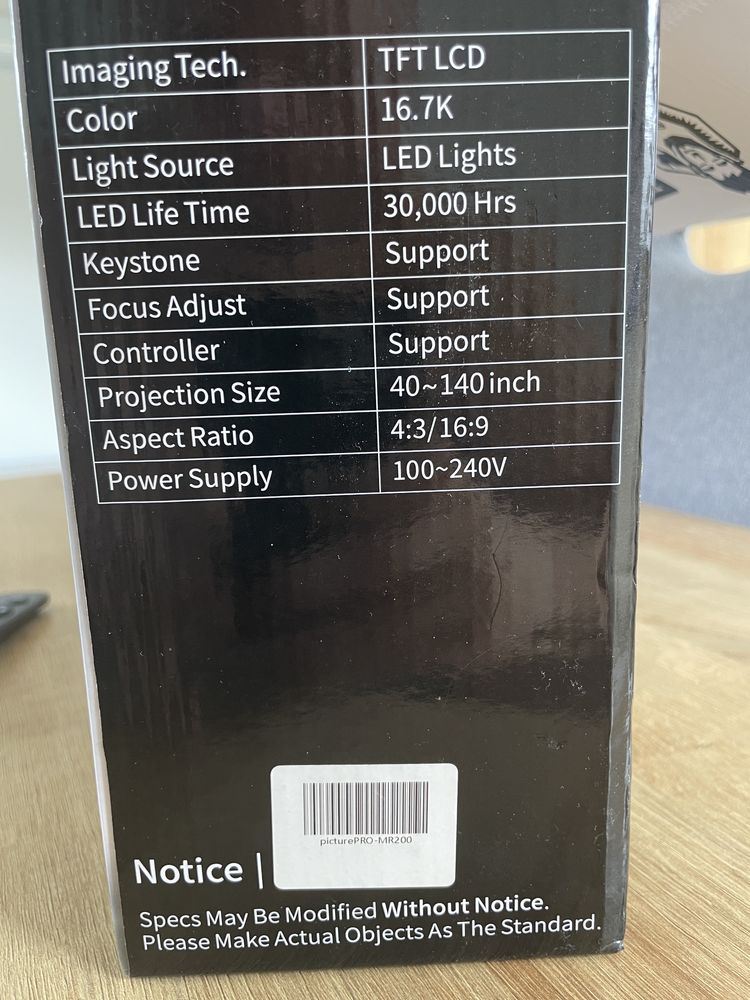 Imaging Tech. TFT LCD
Color 16.7K
Light Source LED Lights
LED Life Time 30,000 Hrs
Keystone Support
Focus Adjust Support
Controller Support
Projection Size 40~140 inch
Aspect Ratio 4:3/16:9
Power Supply 100~240V
picturePRO-MR200
Notice |
Specs May Be Modified Without Notice.
Please Make Actual Objects As The Standard.